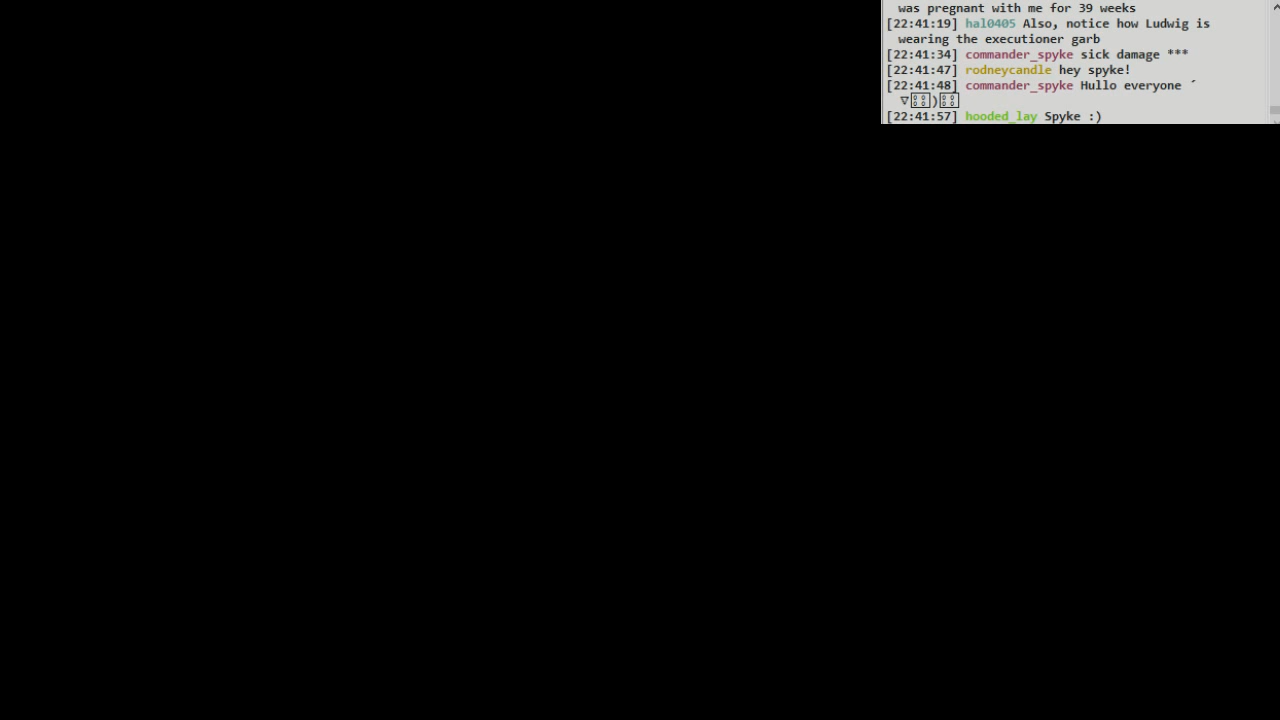 was pregnant with me for 39 weeks
[22:41:19] hal0405 Also, notice how Ludwig is
wearing the executioner garb
[22:41:34] commander_spyke sick damage ***
[22:41:47] rodneycandle hey spyke!
[22:41:48] commander_spyke Hullo everyone ´
∇)
[22:41:57] hooded_lay Spyke :)